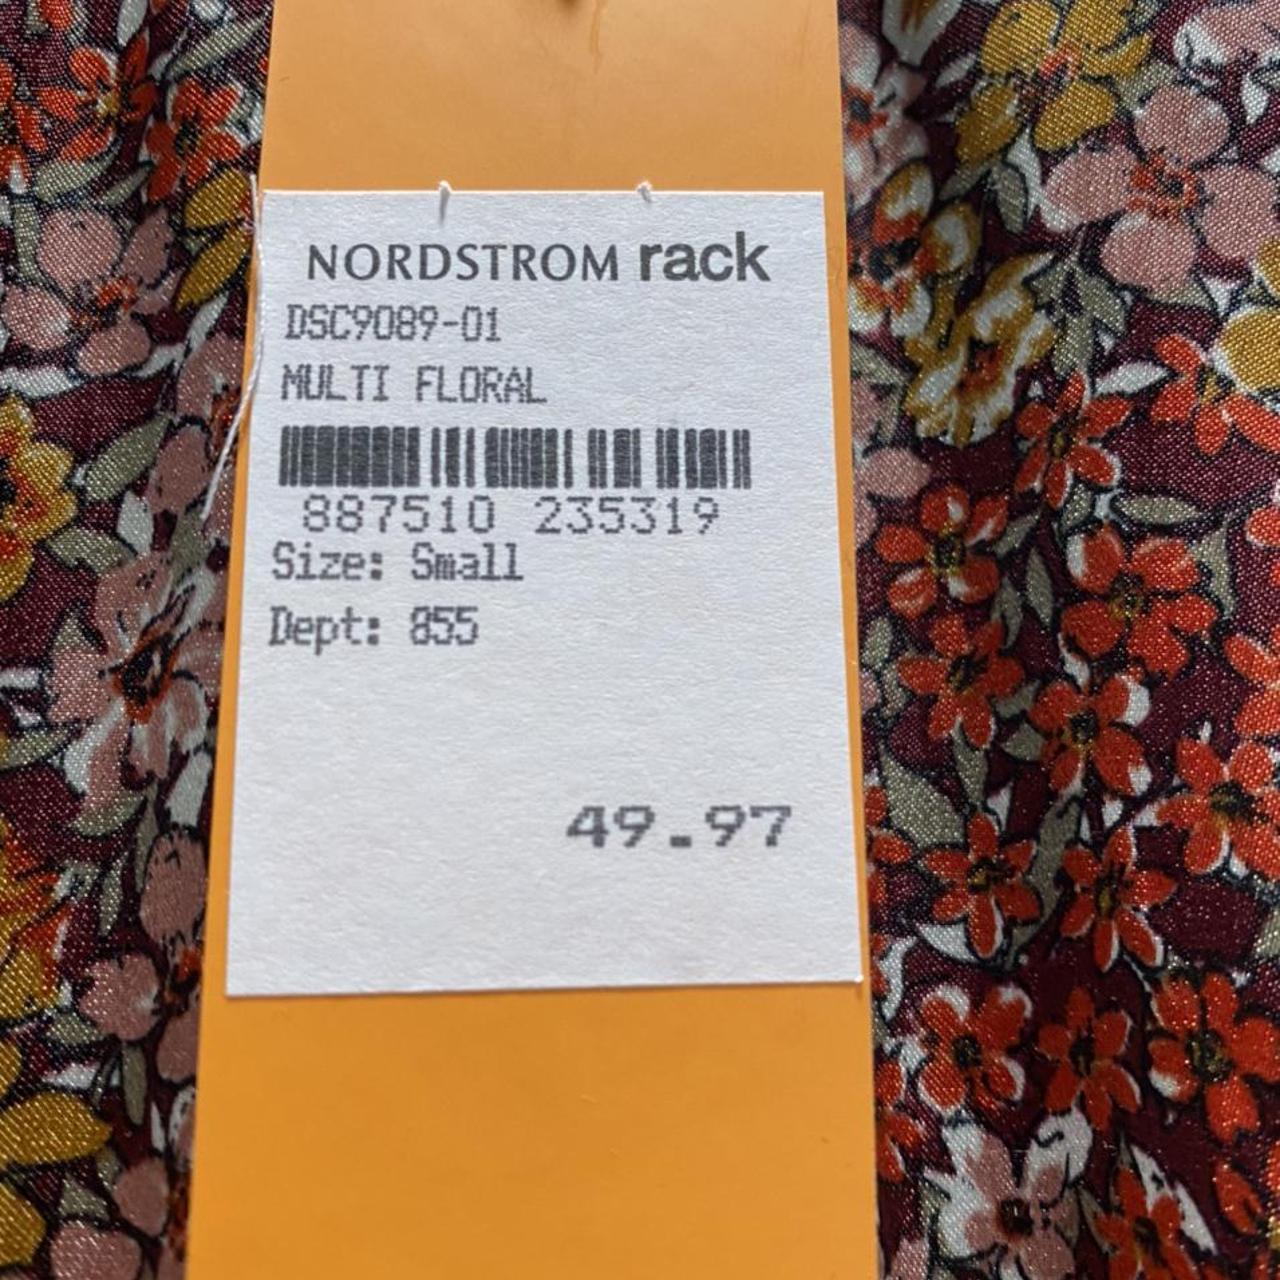 NORDSTROM rack
DSC9089-01
MULTI FLORAL
887510 235319
Size: Small
Dept: 855
49.97